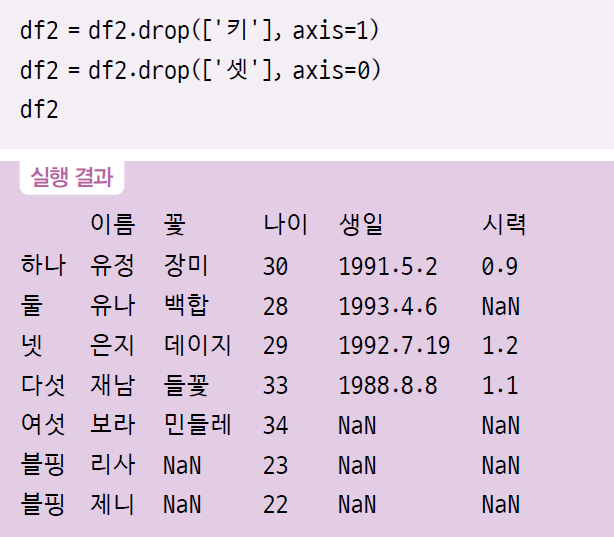 df2 = df2.drop(['키'], axis=1)
df2 = df2.drop(['셋'], axis=0)
df2
실행 결과
이름 꽃 나이 생일 시력
하나 유정 장미 30 1991.5.2 0.9
둘 유나 백합 28 1993.4.6 NaN
넷 은지 데이지 29 1992.7.19 1.2
다섯 재남 들꽃 33 1988.8.8 1.1
여섯 보라 민들레 34 NaN NaN
블핑 리사 NaN 23 NaN NaN
블핑 제니 NaN 22 NaN NaN